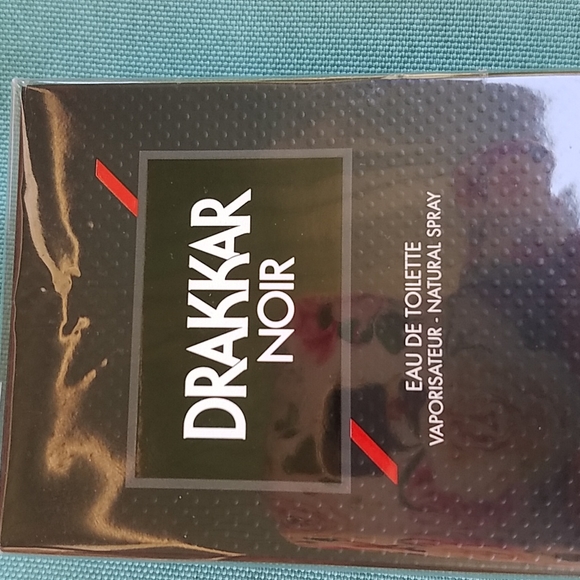 DRAKKAR
NOIR
EAU DE TOILETTE
VAPORISATEUR - NATURAL SPRAY